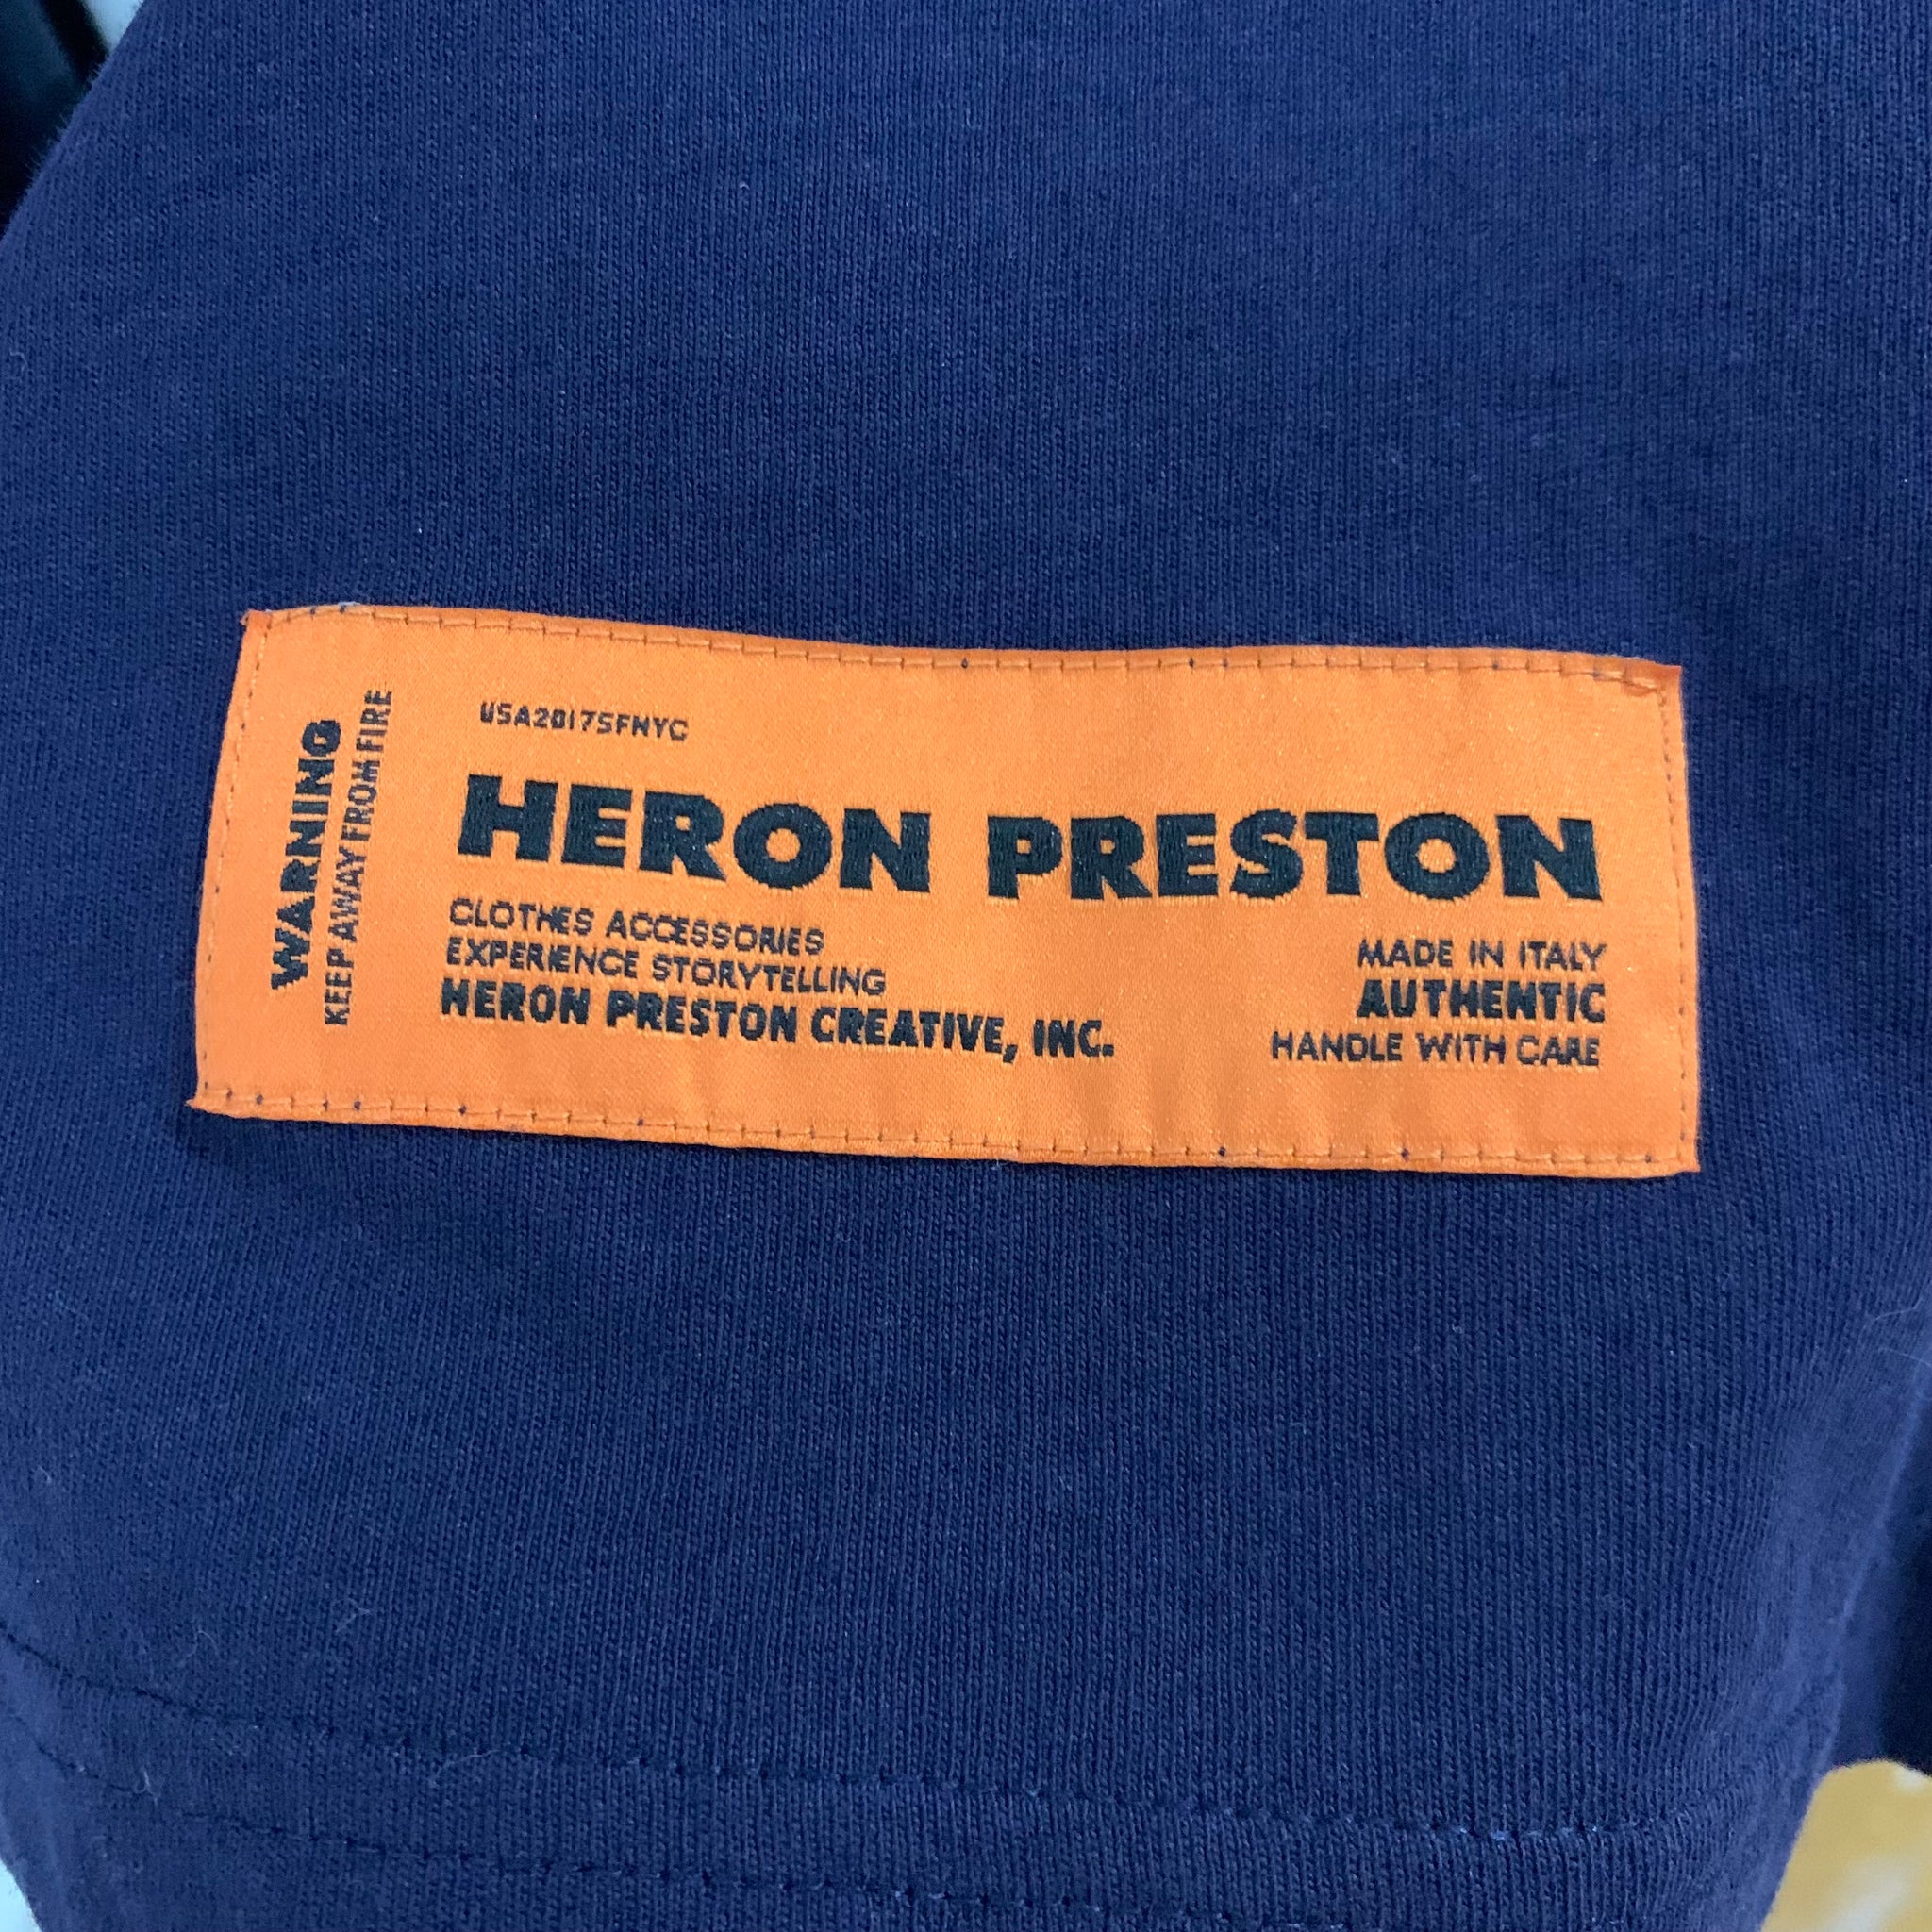 WARNING
KEEP AWAY FROM FIRE
USA2017SFNYC
HERON PRESTON
CLOTHES ACCESSORIES
EXPERIENCE STORYTELLING
HERON PRESTON CREATIVE, INC.
MADE IN ITALY
AUTHENTIC
HANDLE WITH CARE